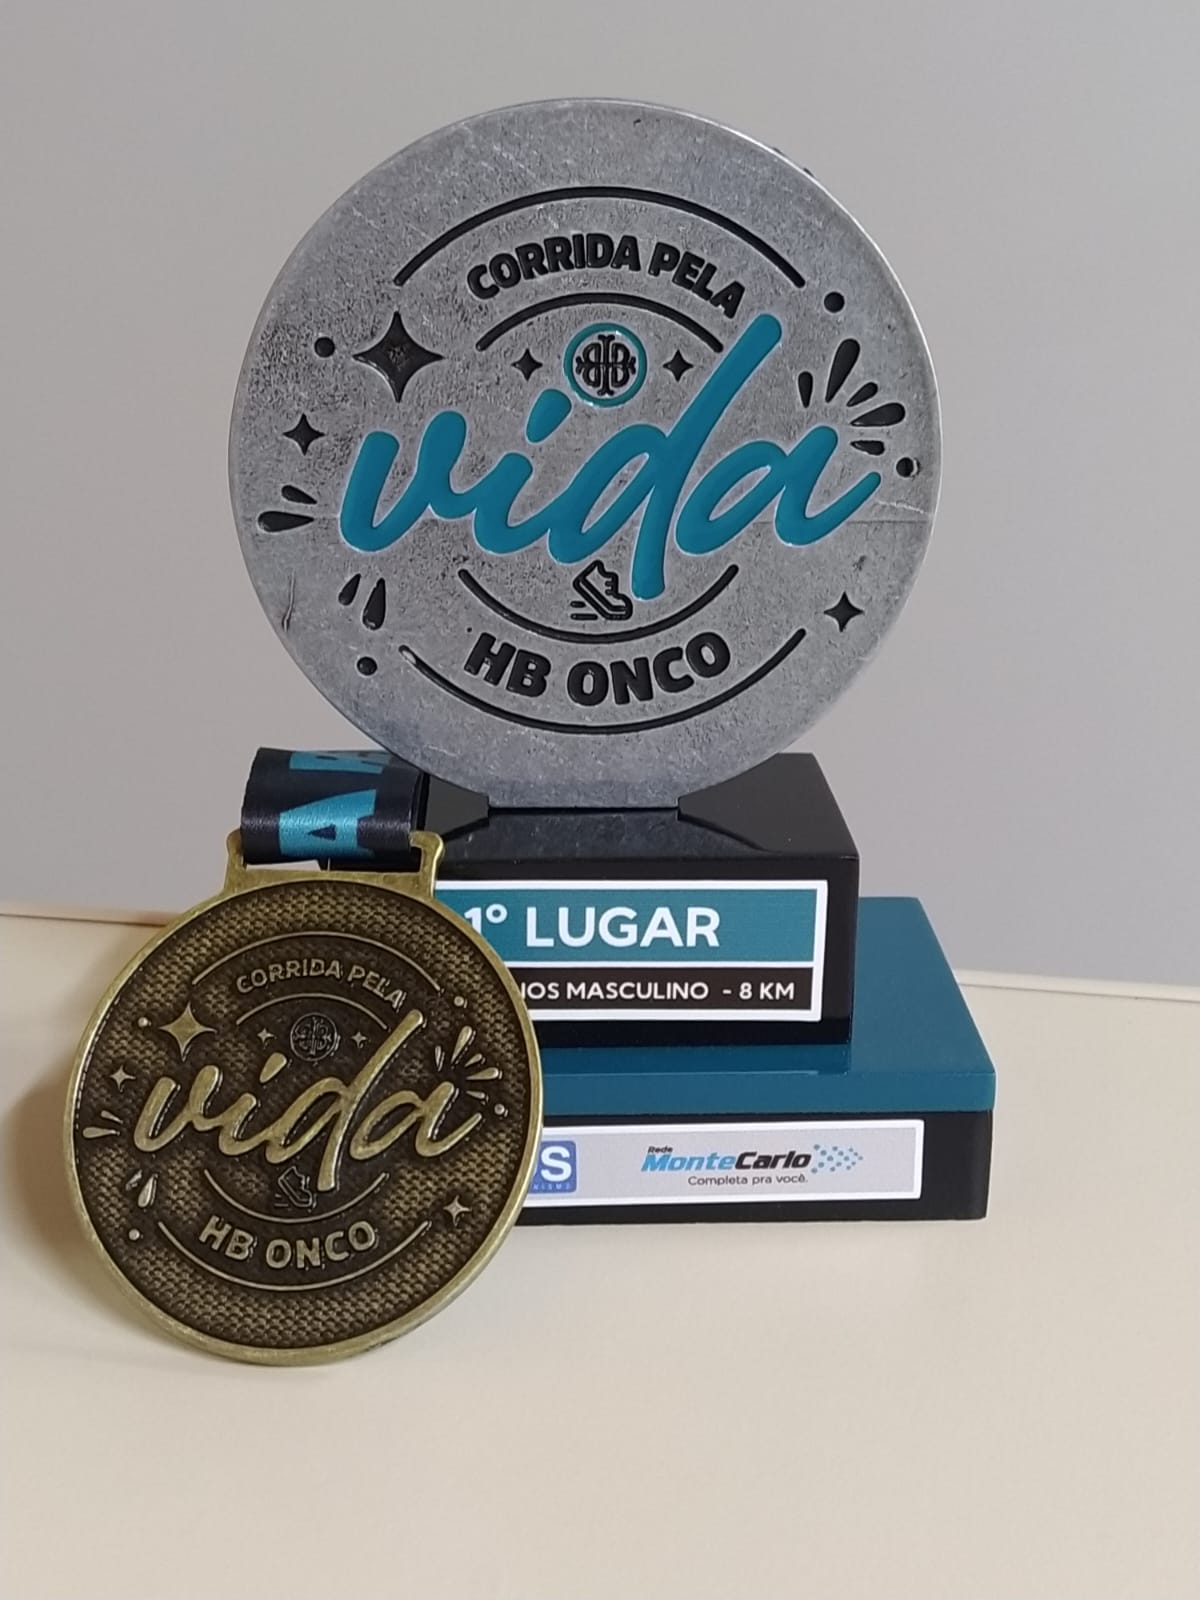 CORRIDA PELA
vida
HB ONCO
A
1º LUGAR
MASCULINO - 8 KM
CORRIDA PELA
vida
HB ONCO
Rede
MonteCarlo
Completa pra você.